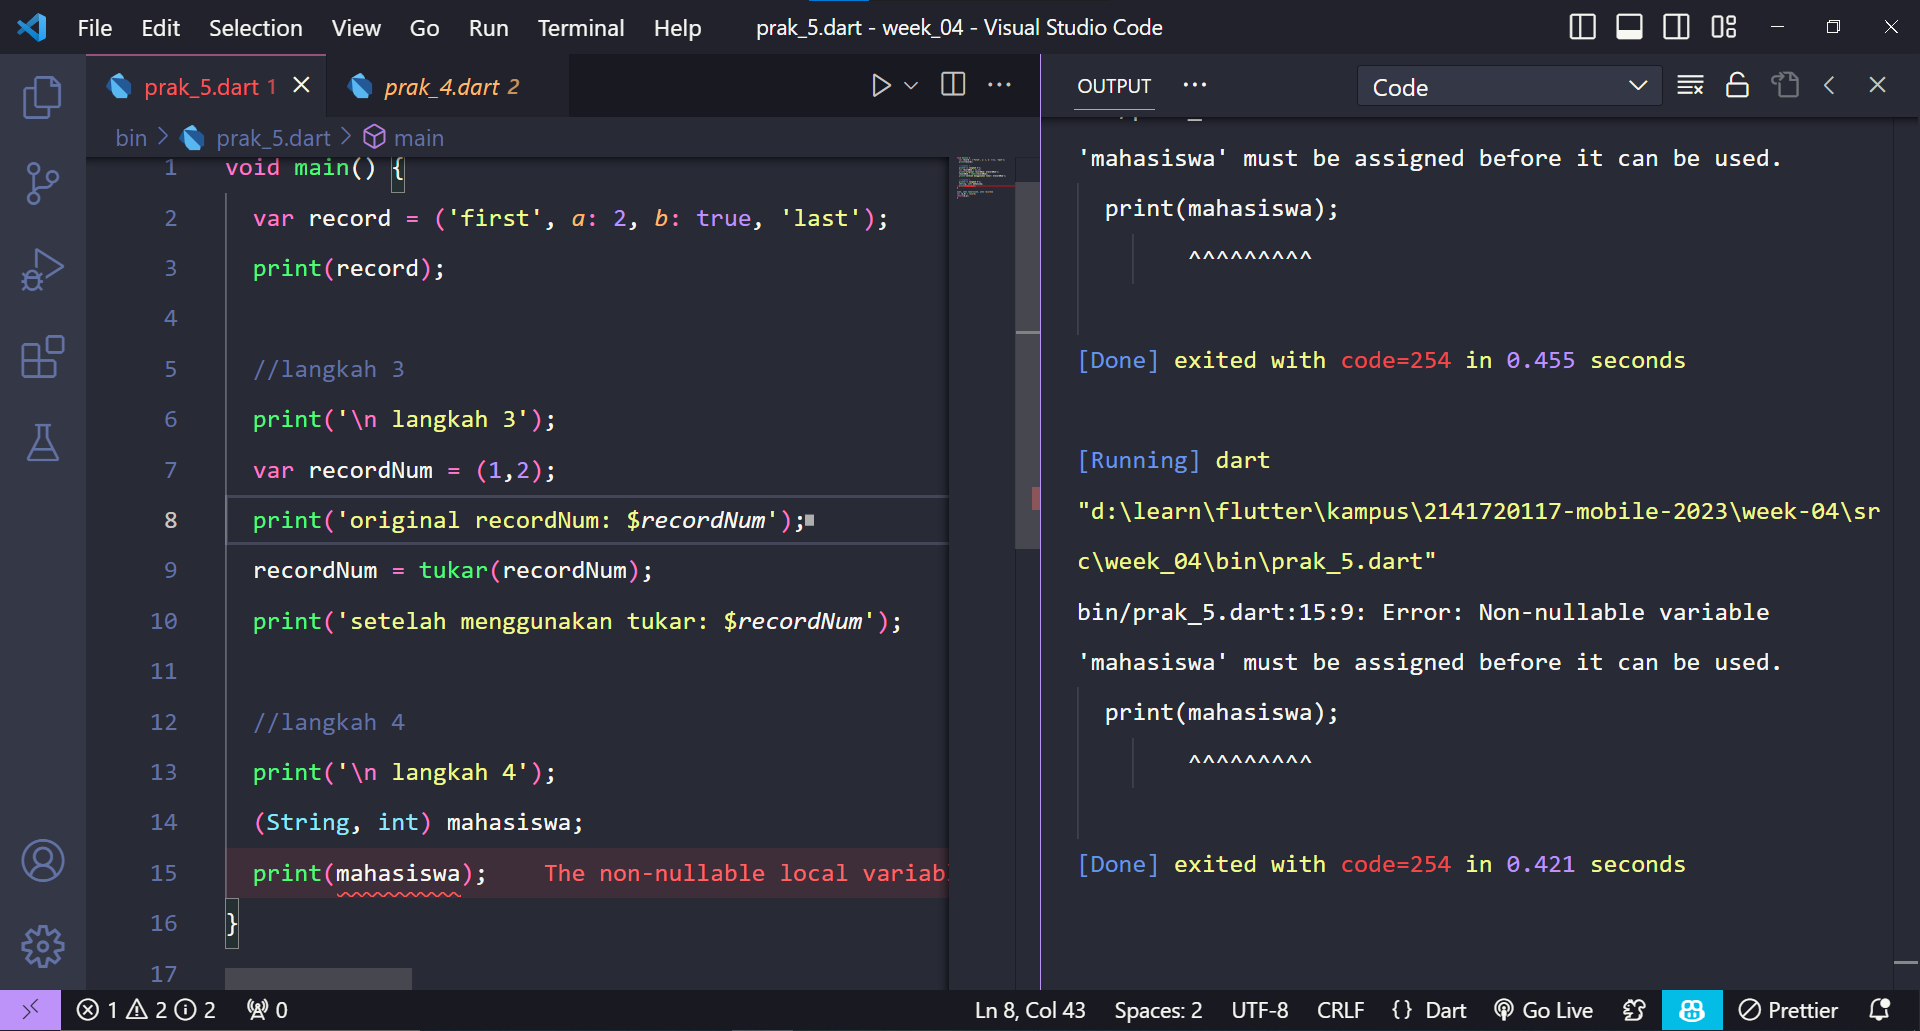 File Edit Selection View Go Run Terminal Help prak_5.dart - week_04 - Visual Studio Code
prak_5.dart 1
prak_4.dart 2
bin > prak_5.dart > main
1 void main() {
2 var record = ('first', a: 2, b: true, 'last');
3 print(record);
4
5 //langkah 3
6 print('\n langkah 3');
7 var recordNum = (1,2);
8 print('original recordNum: $recordNum');
9 recordNum = tukar(recordNum);
10 print('setelah menggunakan tukar: $recordNum');
11
12 //langkah 4
13 print('\n langkah 4');
14 (String, int) mahasiswa;
15 print(mahasiswa); The non-nullable local variab
16 }
17
OUTPUT
Code
'mahasiswa' must be assigned before it can be used.
print(mahasiswa);
^^^^^^^^^
[Done] exited with code=254 in 0.455 seconds
[Running] dart
"d:\learn\flutter\kampus\2141720117-mobile-2023\week-04\sr
c\week_04\bin\prak_5.dart"
bin/prak_5.dart:15:9: Error: Non-nullable variable
'mahasiswa' must be assigned before it can be used.
print(mahasiswa);
^^^^^^^^^
[Done] exited with code=254 in 0.421 seconds
1 2 2 0 Ln 8, Col 43 Spaces: 2 UTF-8 CRLF {} Dart Go Live Prettier